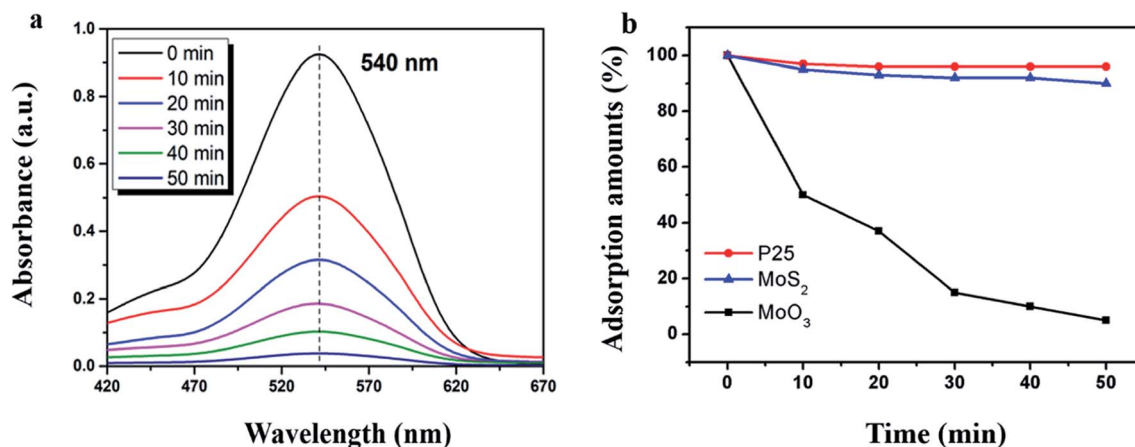 a
Absorbance (a.u.)
1.0
0.8
0.6
0.4
0.2
0.0
0 min
10 min
20 min
30 min
40 min
50 min
540 nm
420 470 520 570 620 670
Wavelength (nm)
b
Adsorption amounts (%)
100
80
60
40
20
0
P25
MoS₂
MoO₃
0 10 20 30 40 50
Time (min)